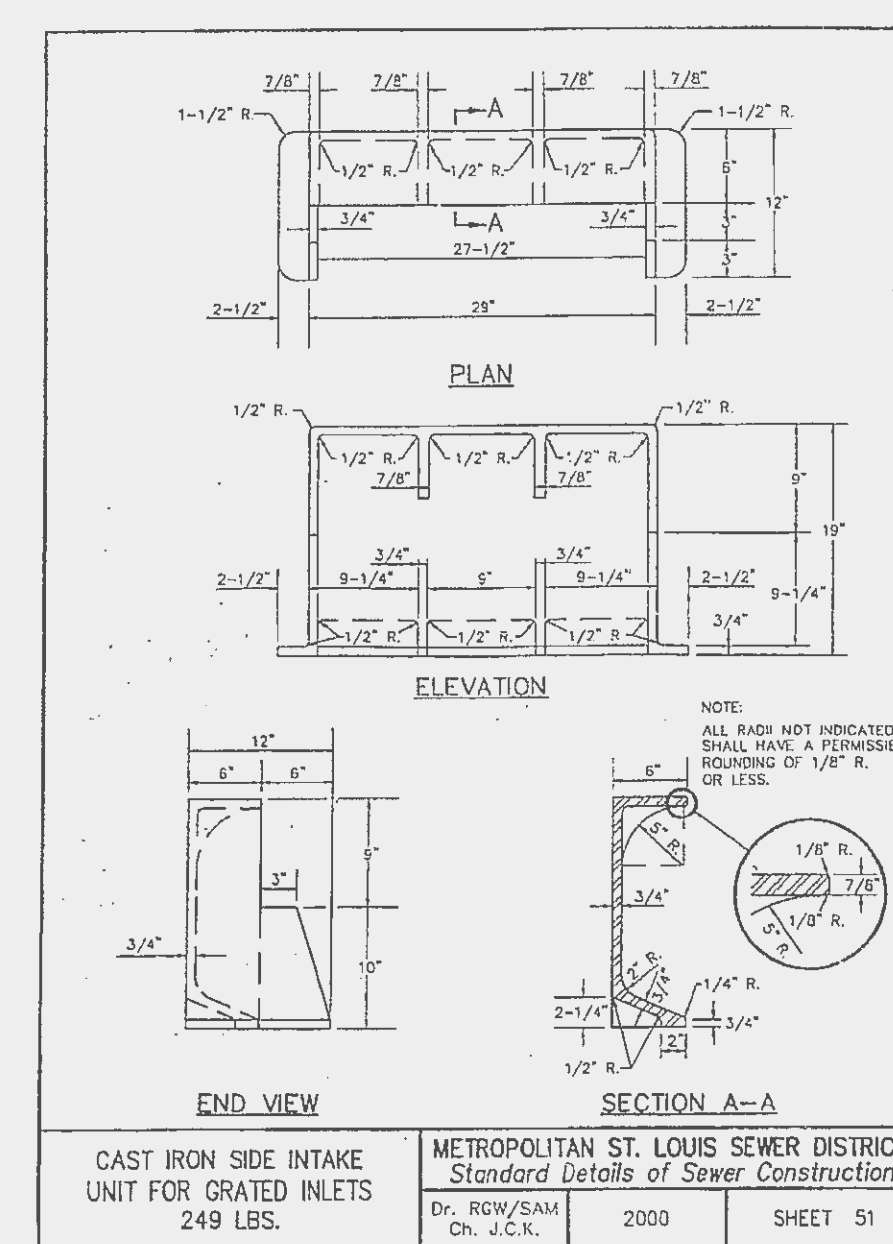 7/8" 7/8" 7/8" 7/8"
A
1-1/2" R. 1-1/2" R.
1/2" R. 1/2" R. 1/2" R.
6"
12"
3/4" A 3/4"
3"
27-1/2"
3"
2-1/2" 29" 2-1/2"
PLAN
1/2" R. 1/2" R.
1/2" R. 1/2" R. 1/2" R.
7/8" 7/8"
9"
19"
3/4" 3/4"
2-1/2" 9-1/4" 9" 9-1/4" 2-1/2"
9-1/4"
3/4"
1/2" R. 1/2" R. 1/2" R
ELEVATION
NOTE:
ALL RADII NOT INDICATED
SHALL HAVE A PERMISSIE
ROUNDING OF 1/8" R.
OR LESS.
12"
6" 6"
9"
3"
3/4"
10"
END VIEW
6"
5" R.
3/4"
1/8" R.
7/8"
1/8" R.
5" R.
2" R.
3/4"
1/4" R.
2-1/4"
3/4"
2"
1/2" R.
SECTION A-A
CAST IRON SIDE INTAKE
UNIT FOR GRATED INLETS
249 LBS.
METROPOLITAN ST. LOUIS SEWER DISTRIC
Standard Details of Sewer Construction
Dr. RGW/SAM
Ch. J.C.K.
2000
SHEET 51